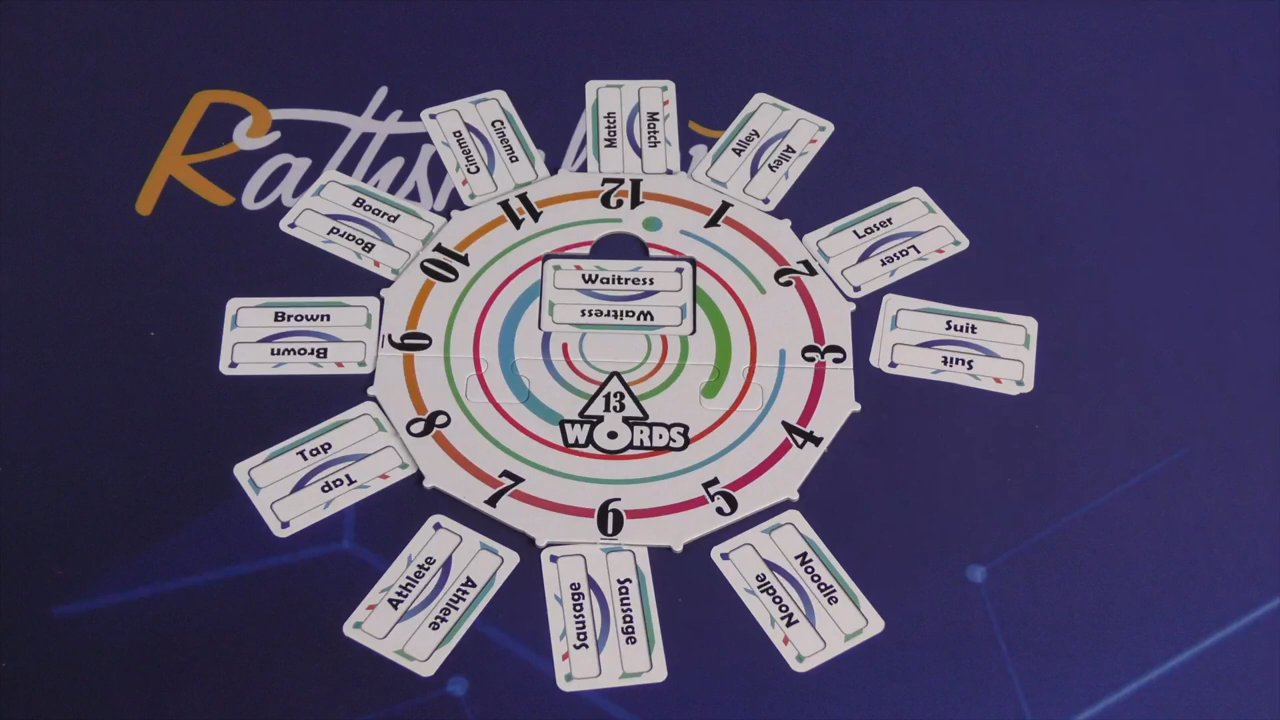 Match
Match
Cinema
Cinema
Alley
Alley
Board
Board
Laser
Laser
12
11
1
10
2
Waitress
Waitress
Brown
Brown
9
3
Suit
Suit
13
WORDS
8
4
Tap
Tap
7
5
6
Athlete
Athlete
Sausage
Sausage
Noodle
Noodle